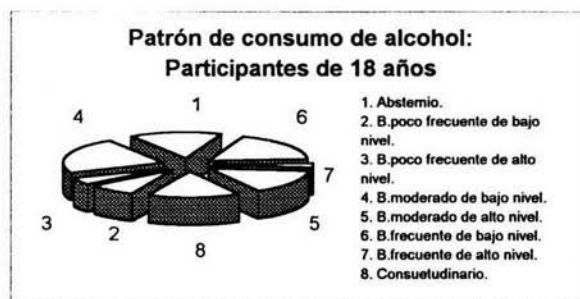 Patrón de consumo de alcohol:
Participantes de 18 años
1
4
6
7
3
2
5
8
1. Abstemio.
2. B.poco frecuente de bajo
nivel.
3. B.poco frecuente de alto
nivel.
4. B.moderado de bajo nivel.
5. B.moderado de alto nivel.
6. B.frecuente de bajo nivel.
7. B.frecuente de alto nivel.
8. Consuetudinario.